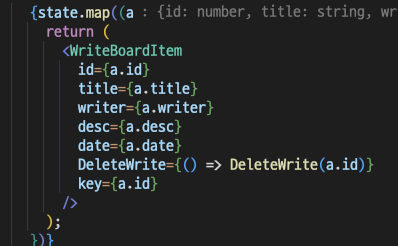 {state.map((a : {id: number, title: string, wr
return (
<WriteBoardItem
id={a.id}
title={a.title}
writer={a.writer}
desc={a.desc}
date={a.date}
DeleteWrite={() => DeleteWrite(a.id)}
key={a.id}
/>
);
})}